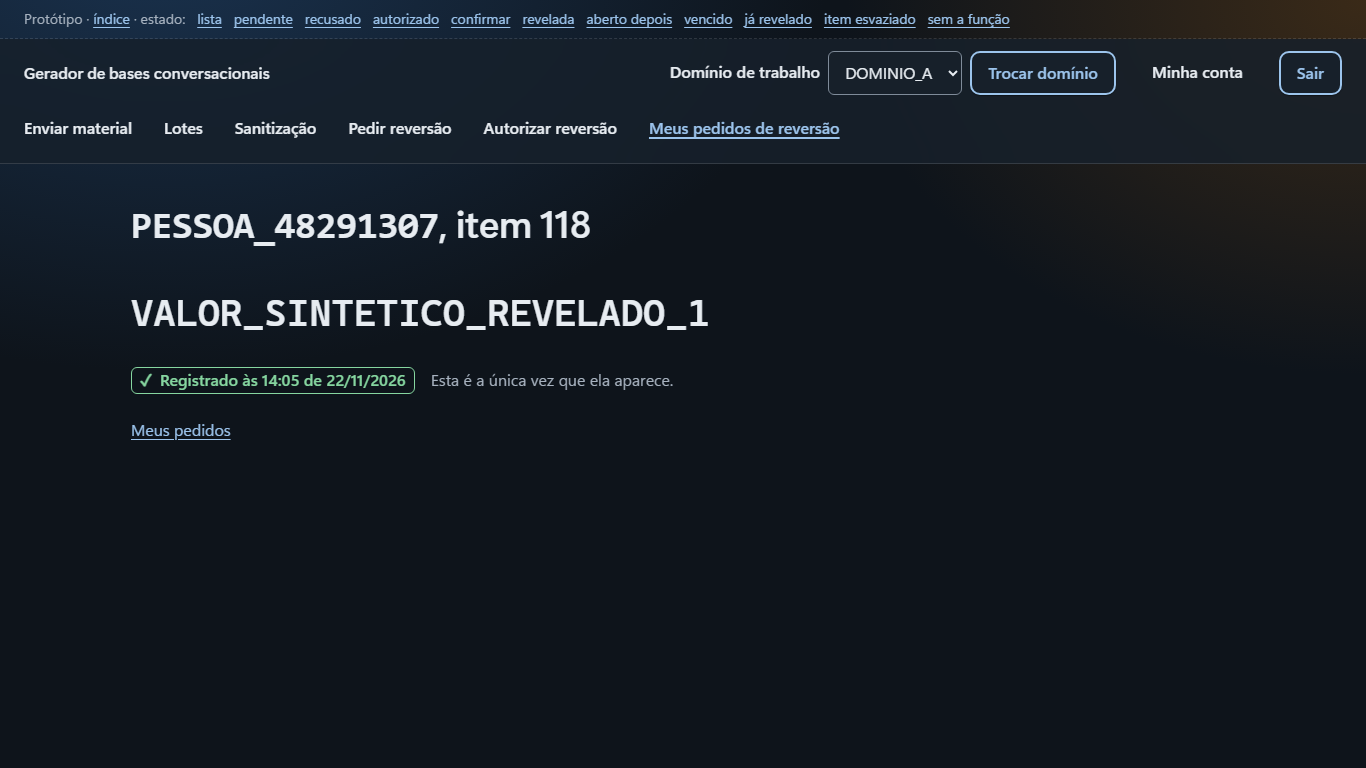 Protótipo · índice · estado: lista pendente recusado autorizado confirmar revelada aberto depois vencido já revelado item esvaziado sem a função
Gerador de bases conversacionais Domínio de trabalho DOMINIO_A Trocar domínio Minha conta Sair
Enviar material Lotes Sanitização Pedir reversão Autorizar reversão Meus pedidos de reversão
PESSOA_48291307, item 118
VALOR_SINTETICO_REVELADO_1
✓ Registrado às 14:05 de 22/11/2026 Esta é a única vez que ela aparece.
Meus pedidos